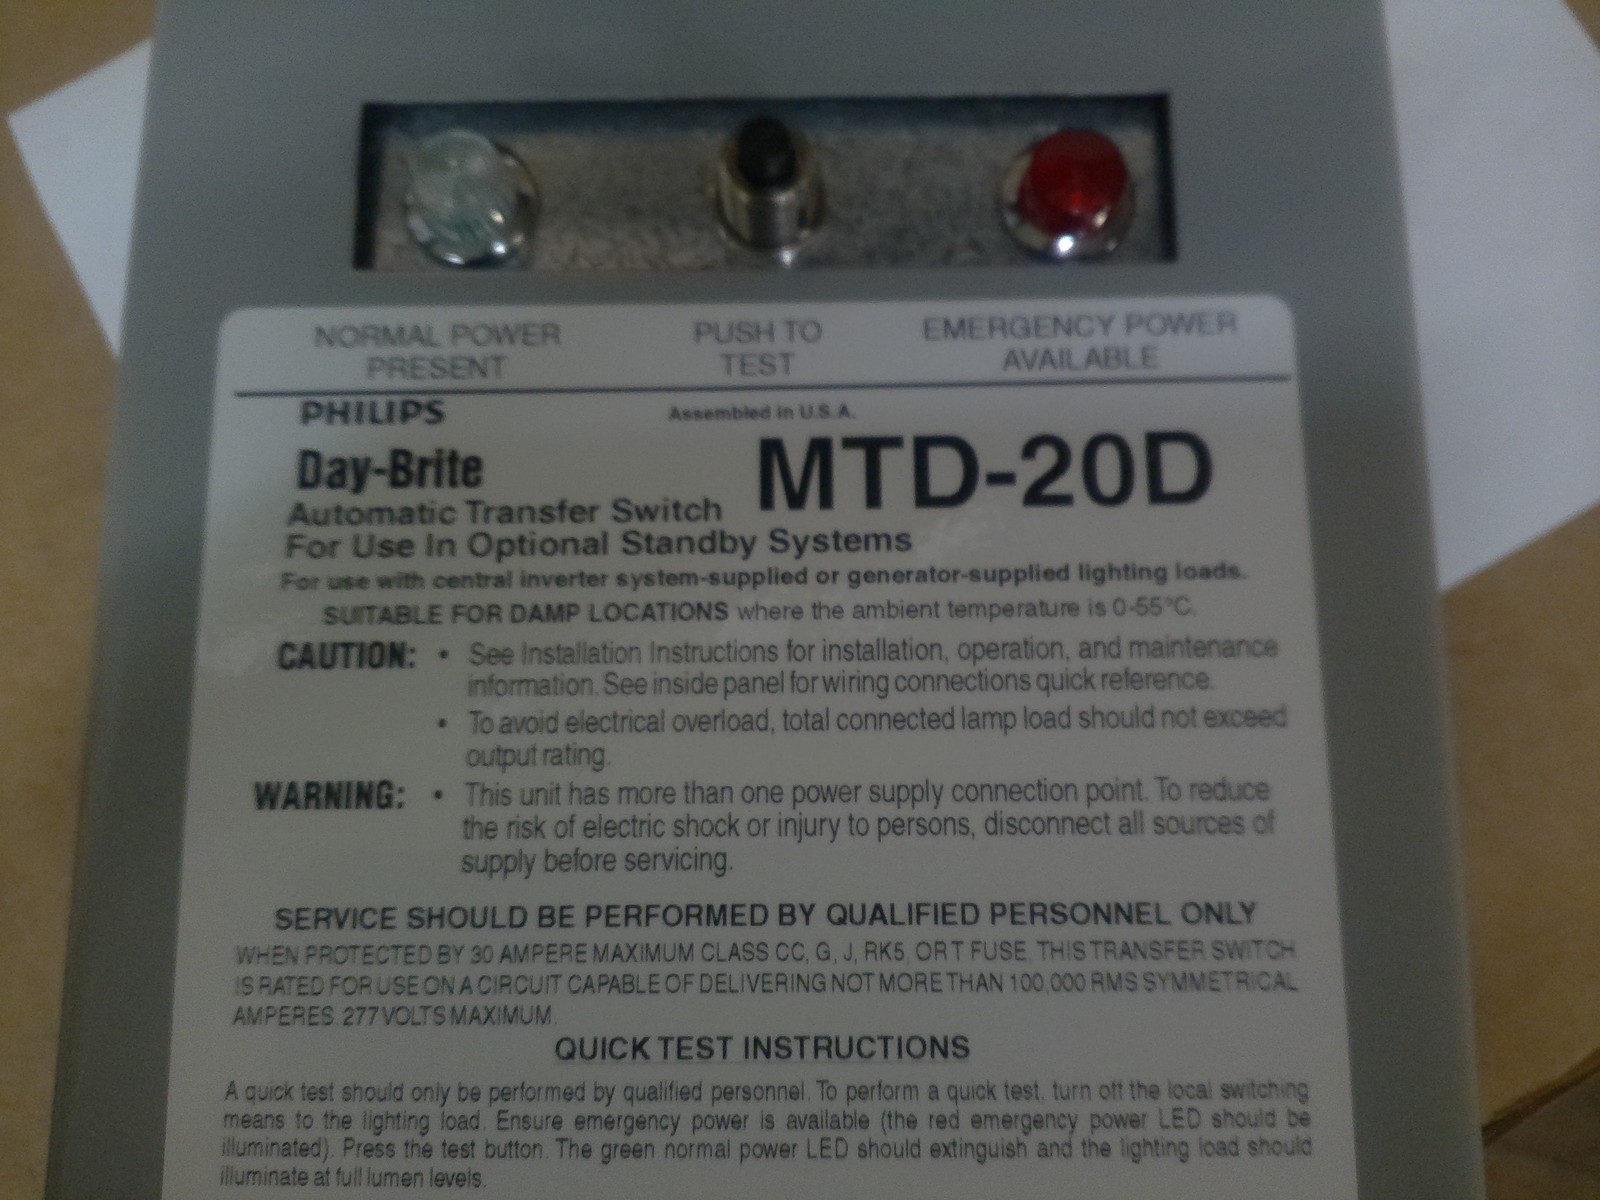 NORMAL POWER PRESENT
PUSH TO TEST
EMERGENCY POWER AVAILABLE
PHILIPS
Assembled in U.S.A.
Day-Brite
MTD-20D
Automatic Transfer Switch
For Use In Optional Standby Systems
For use with central inverter system-supplied or generator-supplied lighting loads.
SUITABLE FOR DAMP LOCATIONS where the ambient temperature is 0-55°C.
CAUTION: • See Installation Instructions for installation, operation, and maintenance
information. See inside panel for wiring connections quick reference.
• To avoid electrical overload, total connected lamp load should not exceed
output rating.
WARNING: • This unit has more than one power supply connection point. To reduce
the risk of electric shock or injury to persons, disconnect all sources of
supply before servicing.
SERVICE SHOULD BE PERFORMED BY QUALIFIED PERSONNEL ONLY
WHEN PROTECTED BY 30 AMPERE MAXIMUM CLASS CC, G, J, RK5, OR T FUSE, THIS TRANSFER SWITCH
IS RATED FOR USE ON A CIRCUIT CAPABLE OF DELIVERING NOT MORE THAN 100,000 RMS SYMMETRICAL
AMPERES. 277 VOLTS MAXIMUM.
QUICK TEST INSTRUCTIONS
A quick test should only be performed by qualified personnel. To perform a quick test, turn off the local switching
means to the lighting load. Ensure emergency power is available (the red emergency power LED should be
illuminated). Press the test button. The green normal power LED should extinguish and the lighting load should
illuminate at full lumen levels.